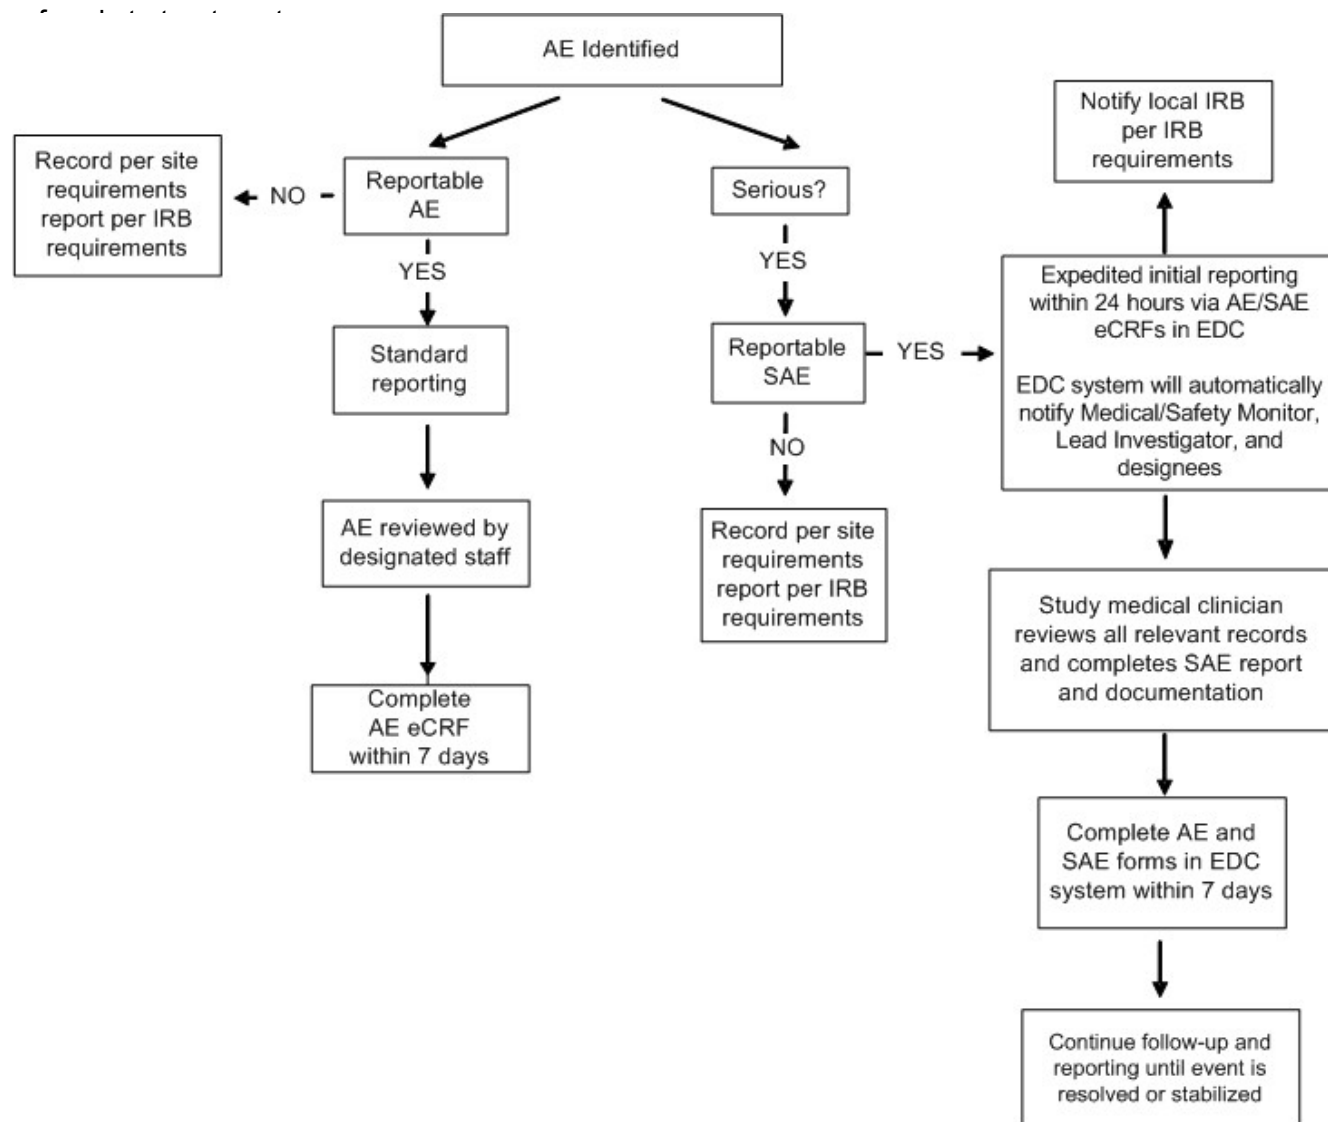 AE Identified
Notify local IRB
per IRB
requirements
Record per site
requirements
report per IRB
requirements
NO
Reportable
AE
Serious?
YES
YES
Expedited initial reporting
within 24 hours via AE/SAE
eCRFs in EDC
EDC system will automatically
notify Medical/Safety Monitor,
Lead Investigator, and
designees
Standard
reporting
Reportable
SAE
YES
NO
AE reviewed by
designated staff
Record per site
requirements
report per IRB
requirements
Study medical clinician
reviews all relevant records
and completes SAE report
and documentation
Complete
AE eCRF
within 7 days
Complete AE and
SAE forms in EDC
system within 7 days
Continue follow-up and
reporting until event is
resolved or stabilized